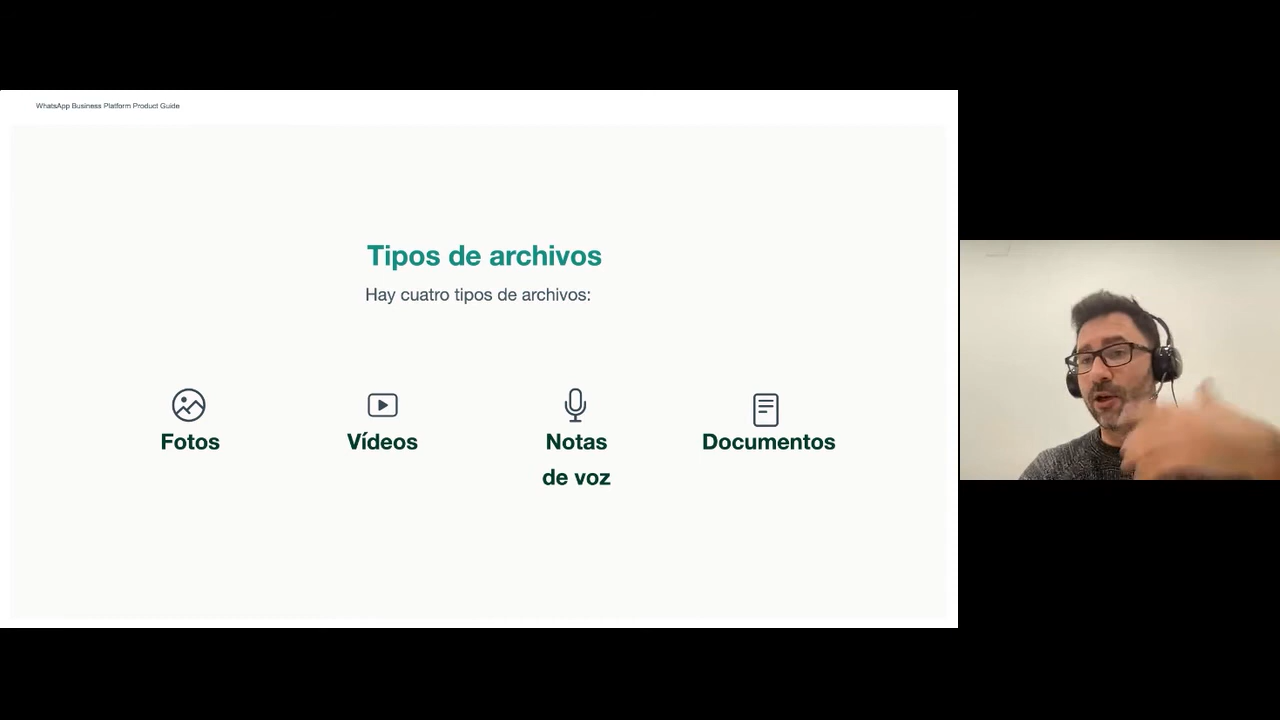 WhatsApp Business Platform Product Guide
Tipos de archivos
Hay cuatro tipos de archivos:
Fotos
Vídeos
Notas
de voz
Documentos